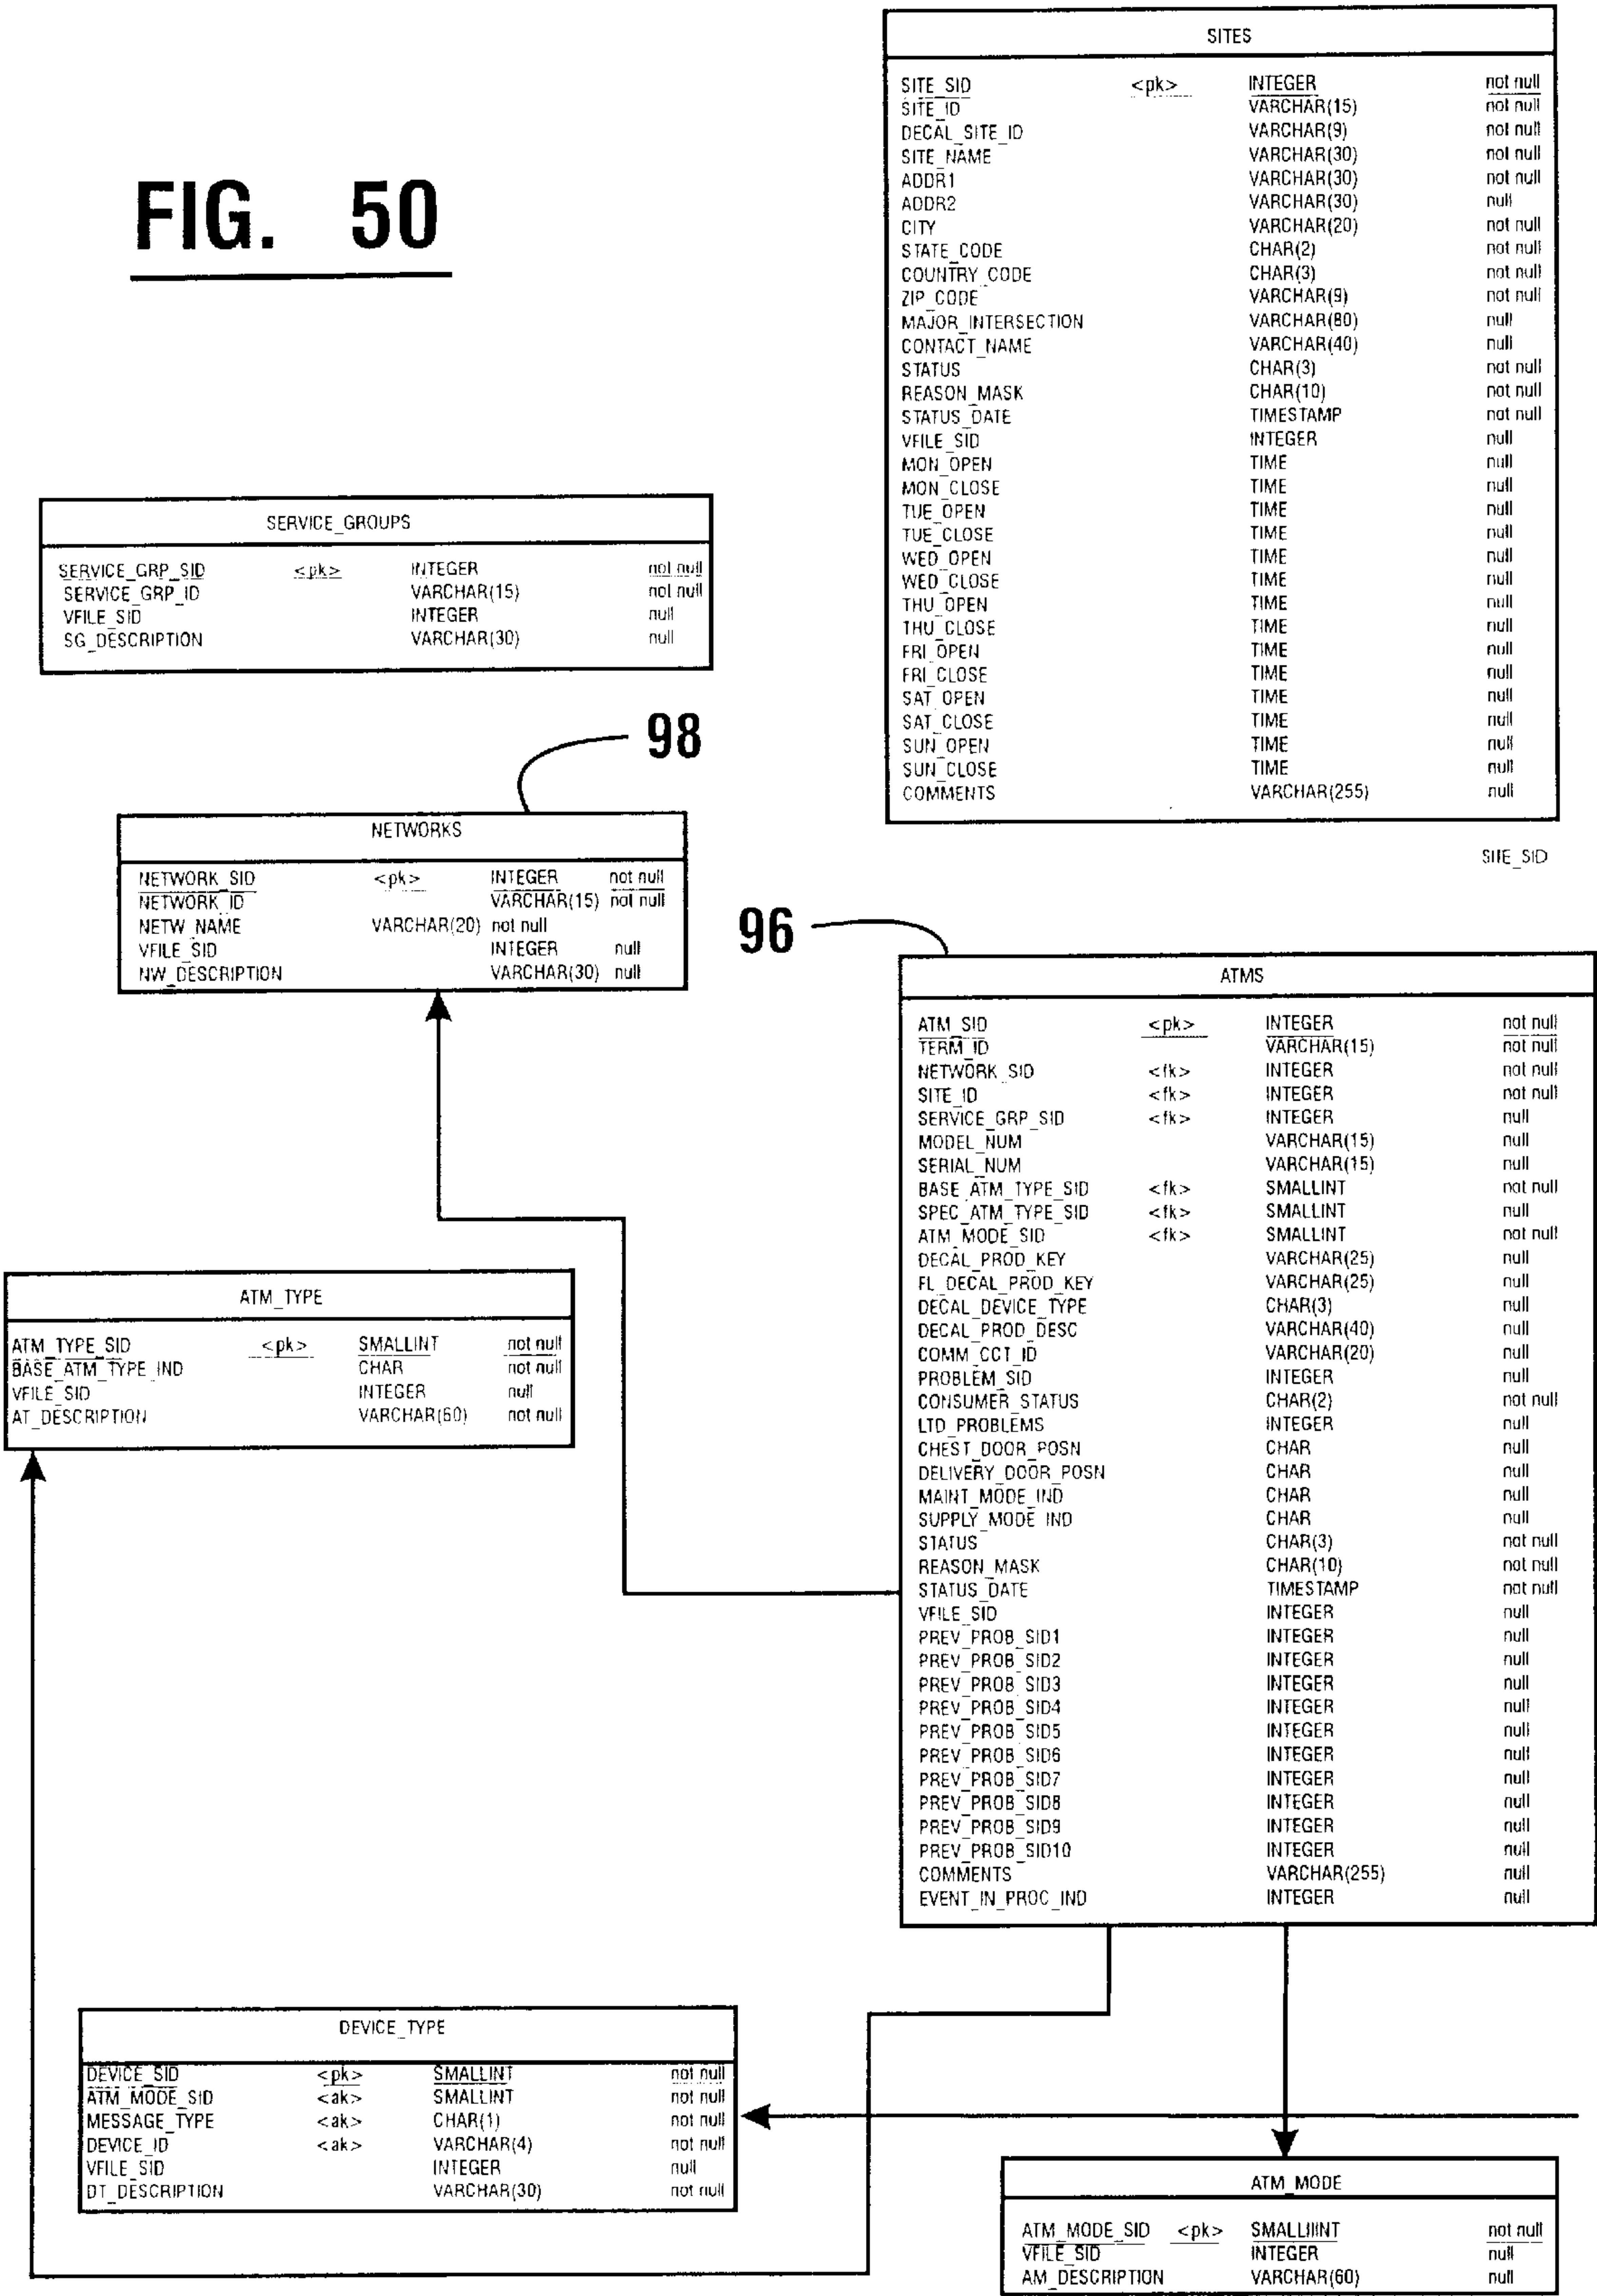 FIG. 50
SITES
SITE_SID <pk> INTEGER not null
SITE_ID VARCHAR(15) not null
DECAL_SITE_ID VARCHAR(9) not null
SITE_NAME VARCHAR(30) not null
ADDR1 VARCHAR(30) not null
ADDR2 VARCHAR(30) null
CITY VARCHAR(20) not null
STATE_CODE CHAR(2) not null
COUNTRY_CODE CHAR(3) not null
ZIP_CODE VARCHAR(9) not null
MAJOR_INTERSECTION VARCHAR(80) null
CONTACT_NAME VARCHAR(40) null
STATUS CHAR(3) not null
REASON_MASK CHAR(10) not null
STATUS_DATE TIMESTAMP not null
VFILE_SID INTEGER null
MON_OPEN TIME null
MON_CLOSE TIME null
TUE_OPEN TIME null
TUE_CLOSE TIME null
WED_OPEN TIME null
WED_CLOSE TIME null
THU_OPEN TIME null
THU_CLOSE TIME null
FRI_OPEN TIME null
FRI_CLOSE TIME null
SAT_OPEN TIME null
SAT_CLOSE TIME null
SUN_OPEN TIME null
SUN_CLOSE TIME null
COMMENTS VARCHAR(255) null
SITE_SID
SERVICE_GROUPS
SERVICE_GRP_SID <pk> INTEGER not null
SERVICE_GRP_ID VARCHAR(15) not null
VFILE_SID INTEGER null
SG_DESCRIPTION VARCHAR(30) null
98
NETWORKS
NETWORK_SID <pk> INTEGER not null
NETWORK_ID VARCHAR(15) not null
NETW_NAME VARCHAR(20) not null
VFILE_SID INTEGER null
NW_DESCRIPTION VARCHAR(30) null
96
ATMS
ATM_SID <pk> INTEGER not null
TERM_ID VARCHAR(15) not null
NETWORK_SID <fk> INTEGER not null
SITE_ID <fk> INTEGER not null
SERVICE_GRP_SID <fk> INTEGER null
MODEL_NUM VARCHAR(15) null
SERIAL_NUM VARCHAR(15) null
BASE_ATM_TYPE_SID <fk> SMALLINT not null
SPEC_ATM_TYPE_SID <fk> SMALLINT null
ATM_MODE_SID <fk> SMALLINT not null
DECAL_PROD_KEY VARCHAR(25) null
FL_DECAL_PROD_KEY VARCHAR(25) null
DECAL_DEVICE_TYPE CHAR(3) null
DECAL_PROD_DESC VARCHAR(40) null
COMM_CCT_ID VARCHAR(20) null
PROBLEM_SID INTEGER null
CONSUMER_STATUS CHAR(2) not null
LTD_PROBLEMS INTEGER null
CHEST_DOOR_POSN CHAR null
DELIVERY_DOOR_POSN CHAR null
MAINT_MODE_IND CHAR null
SUPPLY_MODE_IND CHAR null
STATUS CHAR(3) not null
REASON_MASK CHAR(10) not null
STATUS_DATE TIMESTAMP not null
VFILE_SID INTEGER null
PREV_PROB_SID1 INTEGER null
PREV_PROB_SID2 INTEGER null
PREV_PROB_SID3 INTEGER null
PREV_PROB_SID4 INTEGER null
PREV_PROB_SID5 INTEGER null
PREV_PROB_SID6 INTEGER null
PREV_PROB_SID7 INTEGER null
PREV_PROB_SID8 INTEGER null
PREV_PROB_SID9 INTEGER null
PREV_PROB_SID10 INTEGER null
COMMENTS VARCHAR(255) null
EVENT_IN_PROC_IND INTEGER null
ATM_TYPE
ATM_TYPE_SID <pk> SMALLINT not null
BASE_ATM_TYPE_IND CHAR not null
VFILE_SID INTEGER null
AT_DESCRIPTION VARCHAR(60) not null
DEVICE_TYPE
DEVICE_SID <pk> SMALLINT not null
ATM_MODE_SID <ak> SMALLINT not null
MESSAGE_TYPE <ak> CHAR(1) not null
DEVICE_ID <ak> VARCHAR(4) not null
VFILE_SID INTEGER null
DT_DESCRIPTION VARCHAR(30) not null
ATM_MODE
ATM_MODE_SID <pk> SMALLIIINT not null
VFILE_SID INTEGER null
AM_DESCRIPTION VARCHAR(60) null